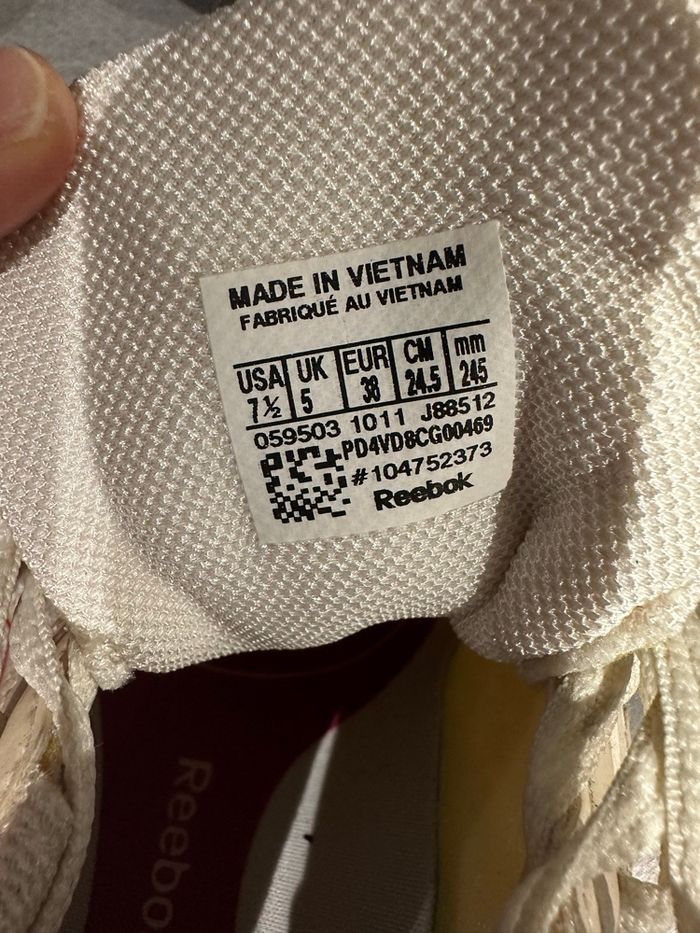 MADE IN VIETNAM
FABRIQUÉ AU VIETNAM
USA UK EUR CM mm
7½ 5 38 24.5 245
059503 1011 J88512
PD4VD8CG00469
#104752373
Reebok
Reebo